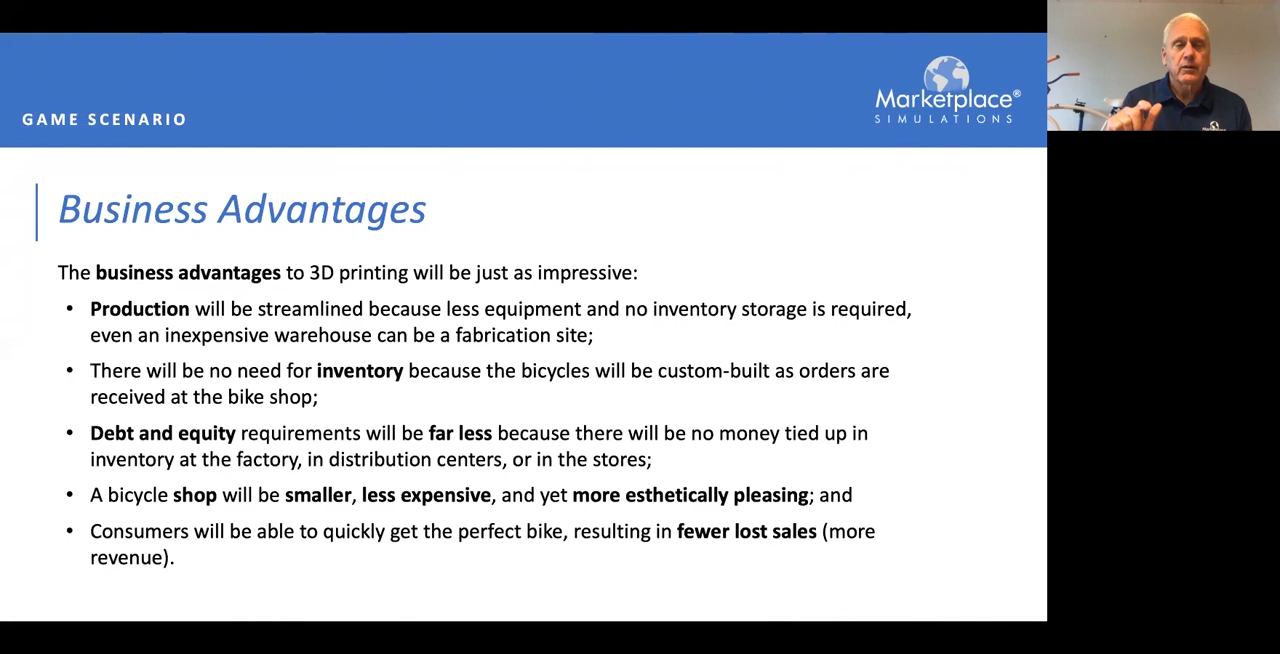 GAME SCENARIO
Marketplace®
SIMULATIONS
Business Advantages
The business advantages to 3D printing will be just as impressive:
• Production will be streamlined because less equipment and no inventory storage is required,
even an inexpensive warehouse can be a fabrication site;
• There will be no need for inventory because the bicycles will be custom-built as orders are
received at the bike shop;
• Debt and equity requirements will be far less because there will be no money tied up in
inventory at the factory, in distribution centers, or in the stores;
• A bicycle shop will be smaller, less expensive, and yet more esthetically pleasing; and
• Consumers will be able to quickly get the perfect bike, resulting in fewer lost sales (more
revenue).